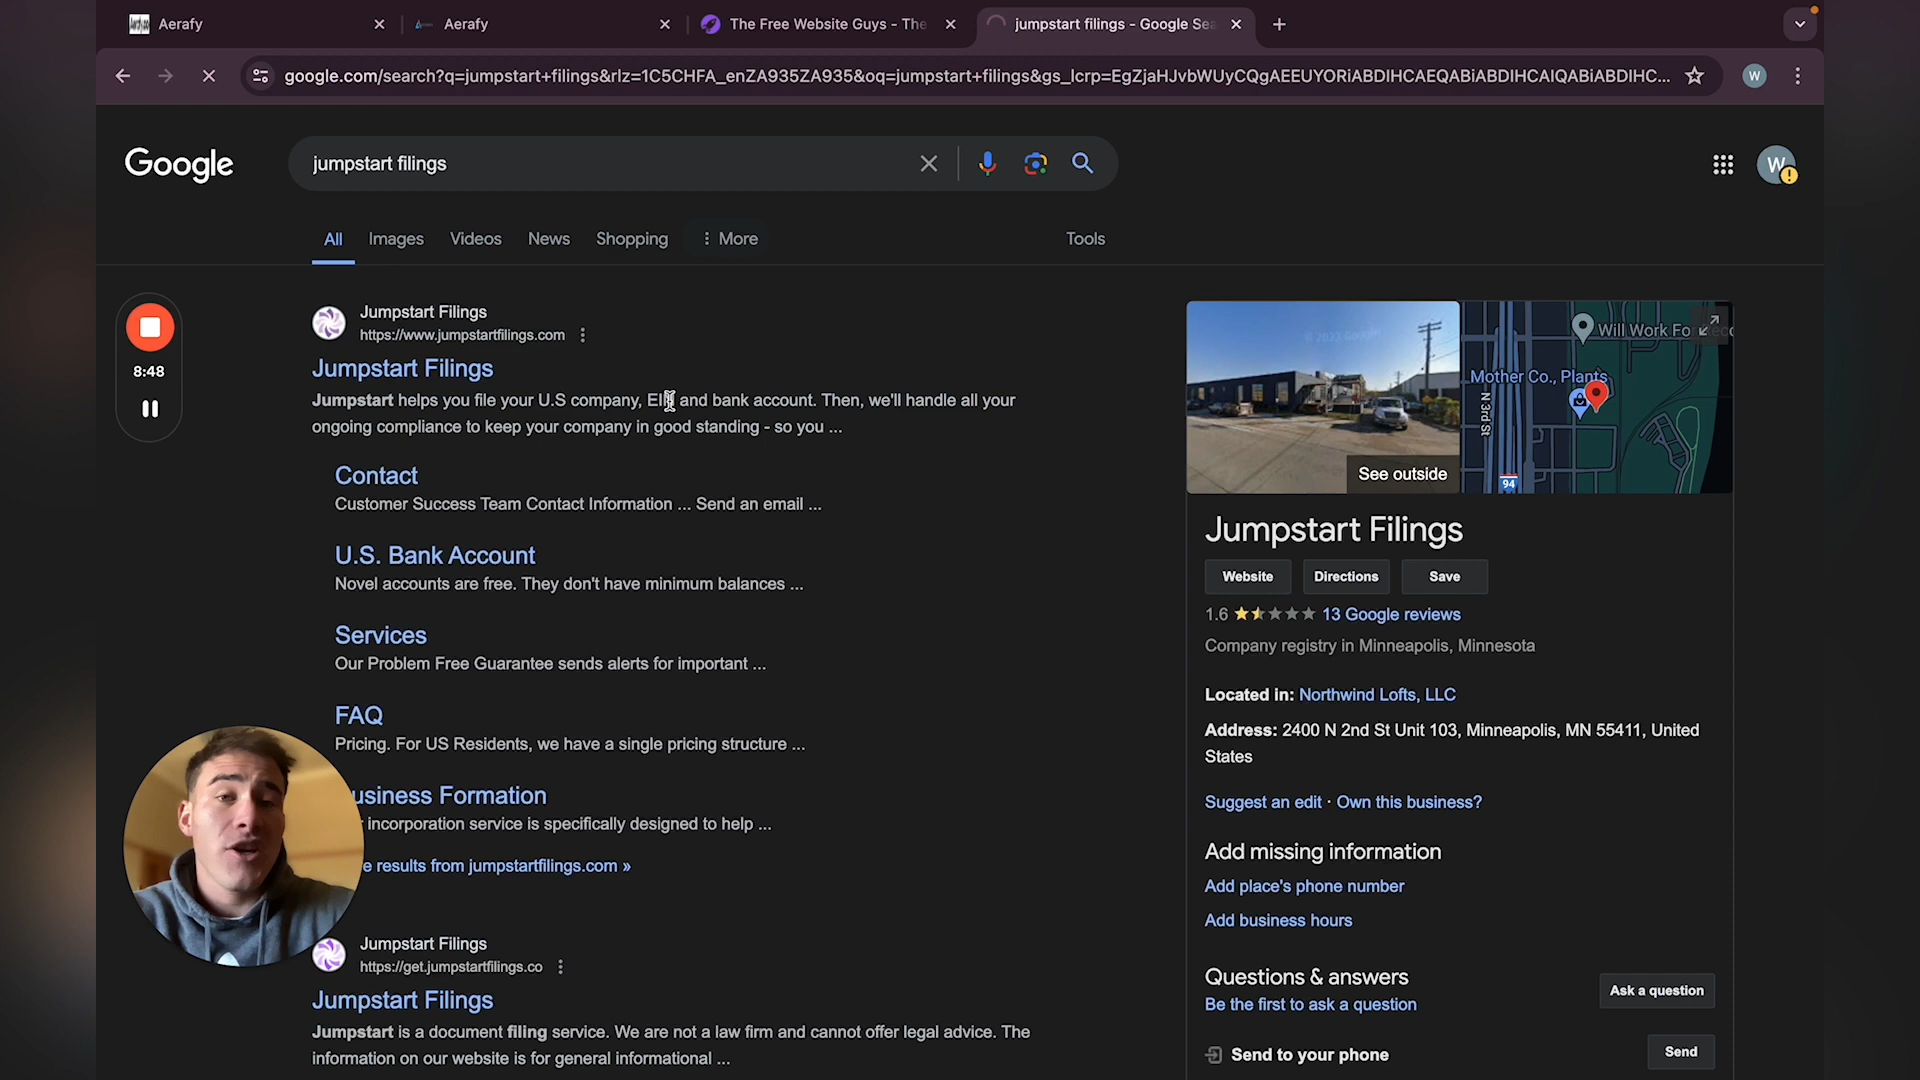 Aerafy
Aerafy
The Free Website Guys - The
jumpstart filings - Google Sea
google.com/search?q=jumpstart+filings&rlz=1C5CHFA_enZA935ZA935&oq=jumpstart+filings&gs_lcrp=EgZjaHJvbWUyCQgAEEUYORiABDIHCAEQABiABDIHCAIQABiABDIHC...
W
Google
jumpstart filings
W
All
Images
Videos
News
Shopping
More
Tools
8:48
Jumpstart Filings
https://www.jumpstartfilings.com
Jumpstart Filings
Jumpstart helps you file your U.S company, EIN and bank account. Then, we'll handle all your
ongoing compliance to keep your company in good standing - so you ...
Contact
Customer Success Team Contact Information ... Send an email ...
U.S. Bank Account
Novel accounts are free. They don't have minimum balances ...
Services
Our Problem Free Guarantee sends alerts for important ...
FAQ
Pricing. For US Residents, we have a single pricing structure ...
usiness Formation
incorporation service is specifically designed to help ...
e results from jumpstartfilings.com »
Jumpstart Filings
https://get.jumpstartfilings.co
Jumpstart Filings
Jumpstart is a document filing service. We are not a law firm and cannot offer legal advice. The
information on our website is for general informational ...
© 2022 Google
See outside
Will Work For
Mother Co., Plants
N 3rd St
94
Jumpstart Filings
Website
Directions
Save
1.6
13 Google reviews
Company registry in Minneapolis, Minnesota
Located in: Northwind Lofts, LLC
Address: 2400 N 2nd St Unit 103, Minneapolis, MN 55411, United
States
Suggest an edit · Own this business?
Add missing information
Add place's phone number
Add business hours
Questions & answers
Be the first to ask a question
Ask a question
Send to your phone
Send